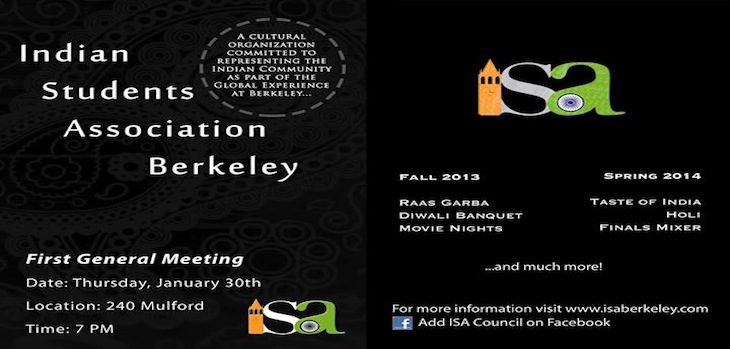 Indian
Students
Association
Berkeley
A CULTURAL
ORGANIZATION
COMMITTED TO
REPRESENTING THE
INDIAN COMMUNITY
AS PART OF THE
GLOBAL EXPERIENCE
AT BERKELEY...
First General Meeting
Date: Thursday, January 30th
Location: 240 Mulford
Time: 7 PM
isa
isa
FALL 2013
RAAS GARBA
DIWALI BANQUET
MOVIE NIGHTS
SPRING 2014
TASTE OF INDIA
HOLI
FINALS MIXER
...and much more!
For more information visit www.isaberkeley.com
f Add ISA Council on Facebook